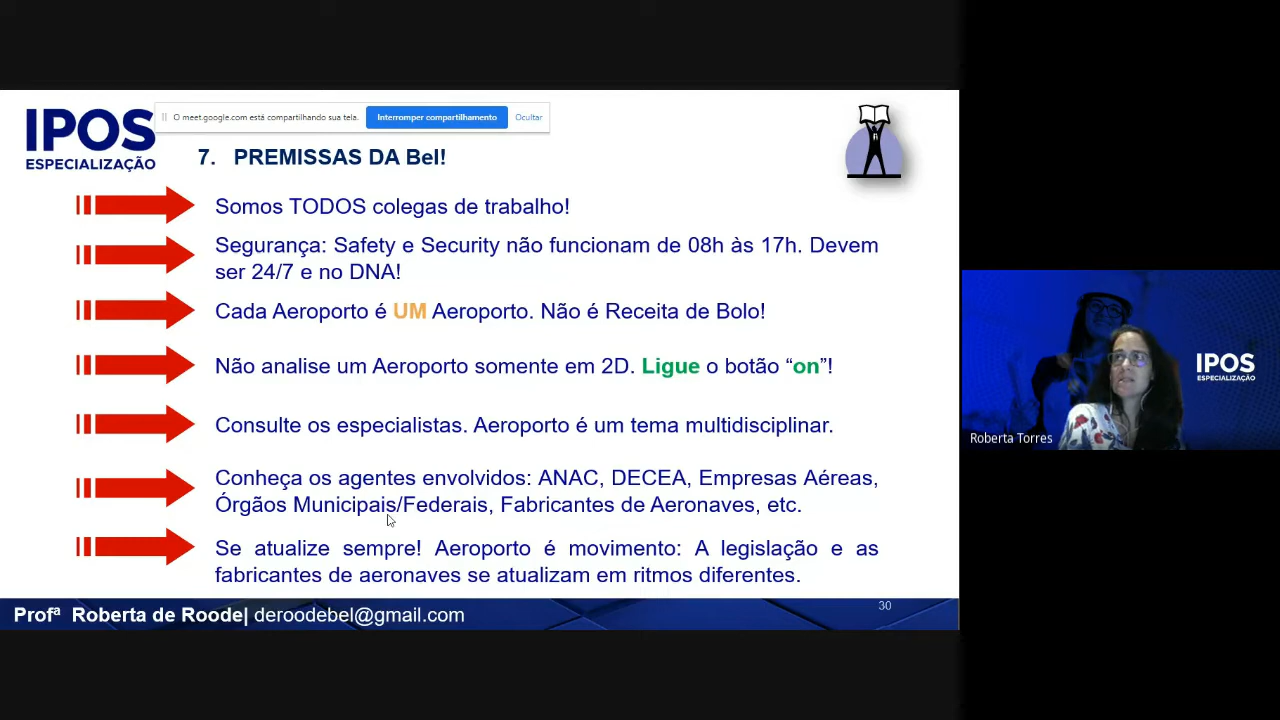 IPOS
ESPECIALIZAÇÃO
O meet.google.com está compartilhando sua tela.
Interromper compartilhamento
Ocultar
7. PREMISSAS DA Bel!
Somos TODOS colegas de trabalho!
Segurança: Safety e Security não funcionam de 08h às 17h. Devem
ser 24/7 e no DNA!
Cada Aeroporto é UM Aeroporto. Não é Receita de Bolo!
Não analise um Aeroporto somente em 2D. Ligue o botão “on”!
Consulte os especialistas. Aeroporto é um tema multidisciplinar.
Conheça os agentes envolvidos: ANAC, DECEA, Empresas Aéreas,
Órgãos Municipais/Federais, Fabricantes de Aeronaves, etc.
Se atualize sempre! Aeroporto é movimento: A legislação e as
fabricantes de aeronaves se atualizam em ritmos diferentes.
30
Profª Roberta de Roode| deroodebel@gmail.com
IPOS
ESPECIALIZAÇÃO
Roberta Torres